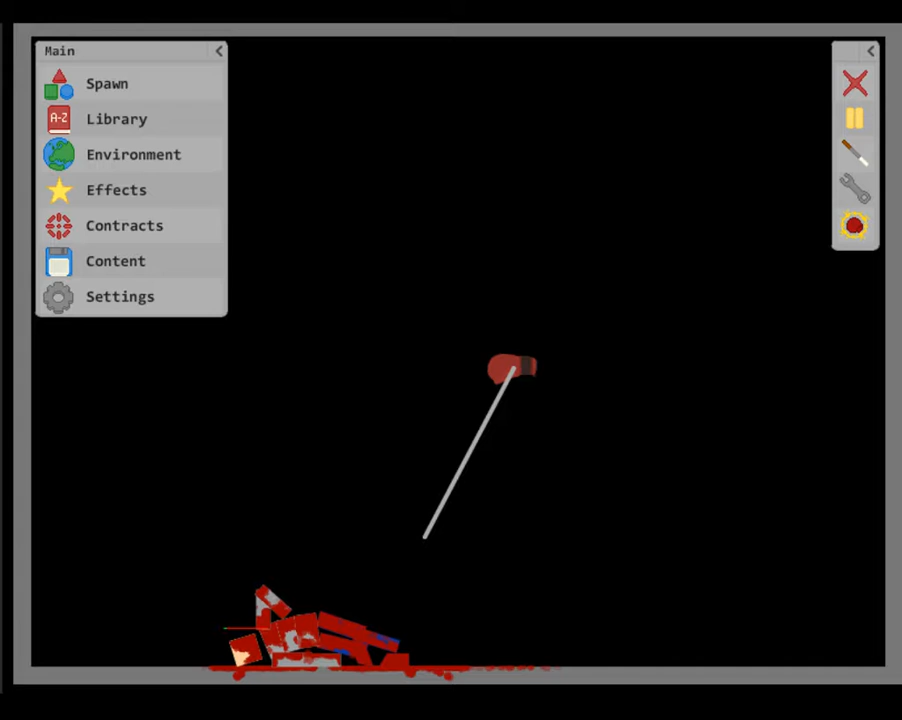 Main
Spawn
A-Z
Library
Environment
Effects
Contracts
Content
Settings